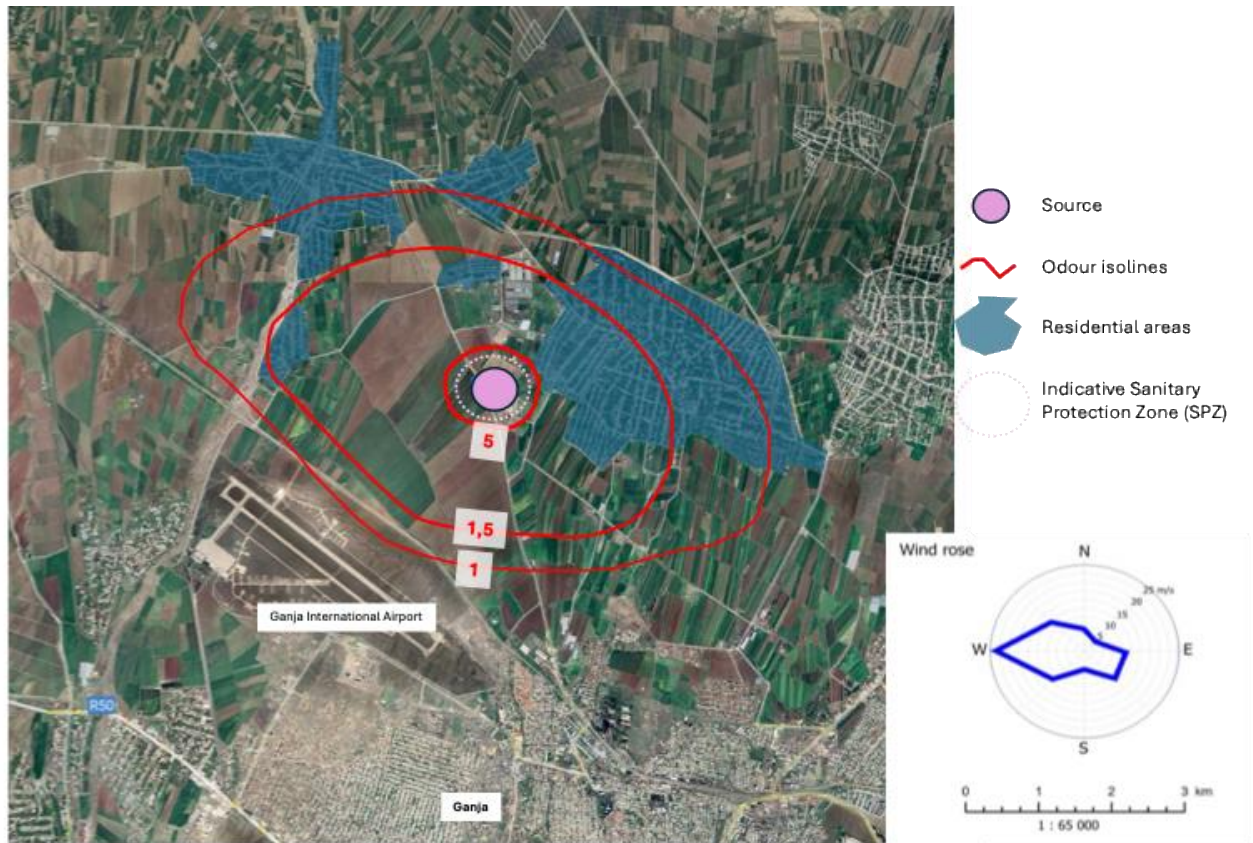 Source
Odour isolines
Residential areas
Indicative Sanitary
Protection Zone (SPZ)
5
1,5
1
Ganja International Airport
R50
Ganja
Wind rose
N
25 m/s
20
15
10
5
W
E
S
0 1 2 3 km
1 : 65 000